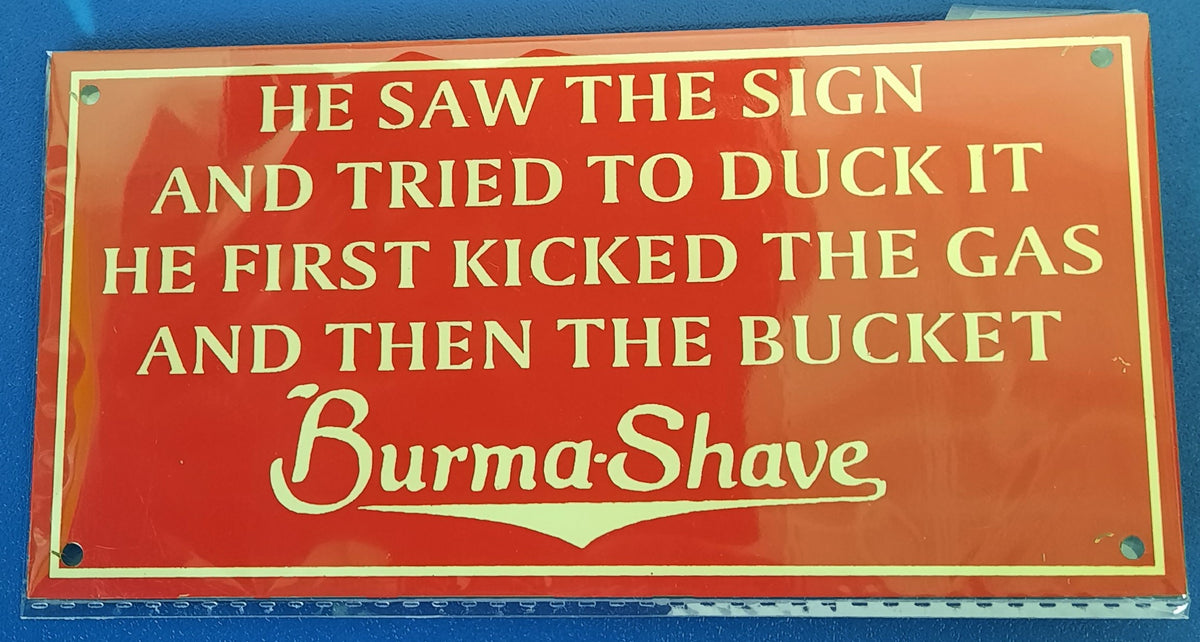 HE SAW THE SIGN
AND TRIED TO DUCK IT
HE FIRST KICKED THE GAS
AND THEN THE BUCKET
Burma-Shave